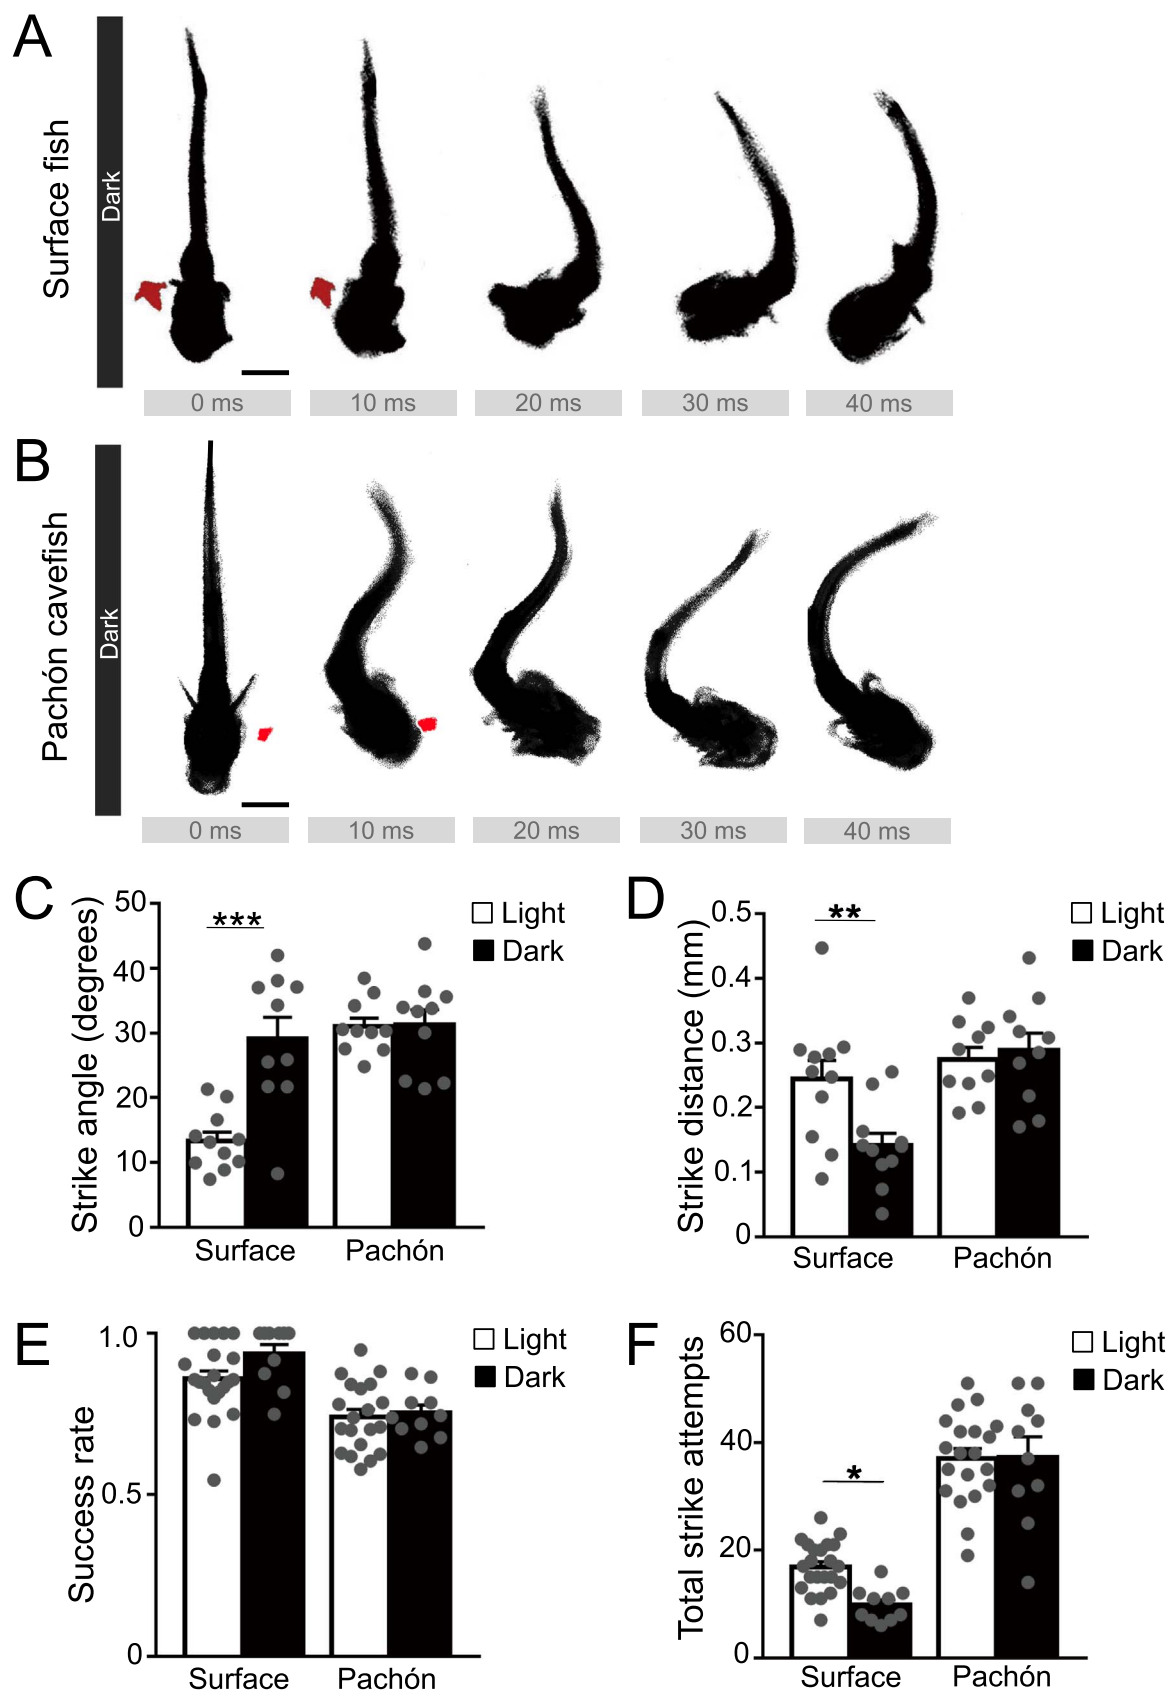 A
Surface fish
Dark
0 ms
10 ms
20 ms
30 ms
40 ms
B
Pachón cavefish
Dark
0 ms
10 ms
20 ms
30 ms
40 ms
C
Strike angle (degrees)
50
40
30
20
10
0
***
Light
Dark
Surface
Pachón
D
Strike distance (mm)
0.5
0.4
0.3
0.2
0.1
0
**
Light
Dark
Surface
Pachón
E
Success rate
1.0
0.5
0
Light
Dark
Surface
Pachón
F
Total strike attempts
60
40
20
0
*
Light
Dark
Surface
Pachón